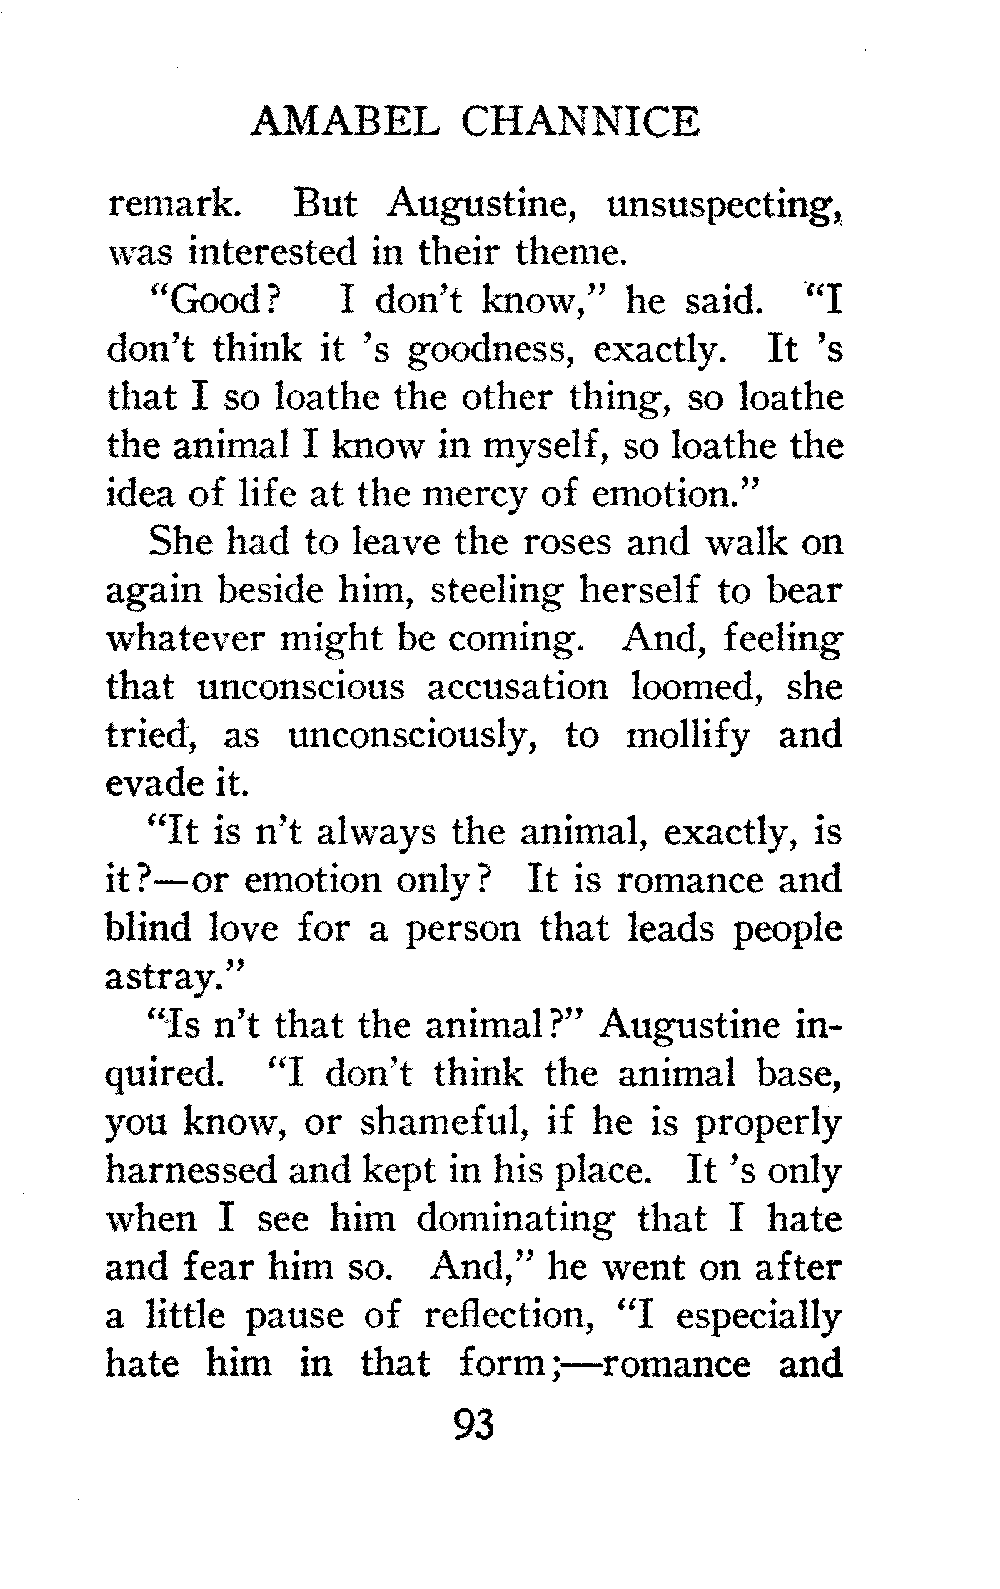 AMABEL CHANNICE
remark. But Augustine, unsuspecting,
was interested in their theme.
"Good? I don't know," he said. "I
don't think it 's goodness, exactly. It 's
that I so loathe the other thing, so loathe
the animal I know in myself, so loathe the
idea of life at the mercy of emotion."
She had to leave the roses and walk on
again beside him, steeling herself to bear
whatever might be coming. And, feeling
that unconscious accusation loomed, she
tried, as unconsciously, to mollify and
evade it.
"It is n't always the animal, exactly, is
it?—or emotion only? It is romance and
blind love for a person that leads people
astray."
"Is n't that the animal?" Augustine in-
quired. "I don't think the animal base,
you know, or shameful, if he is properly
harnessed and kept in his place. It 's only
when I see him dominating that I hate
and fear him so. And," he went on after
a little pause of reflection, "I especially
hate him in that form;—romance and
93